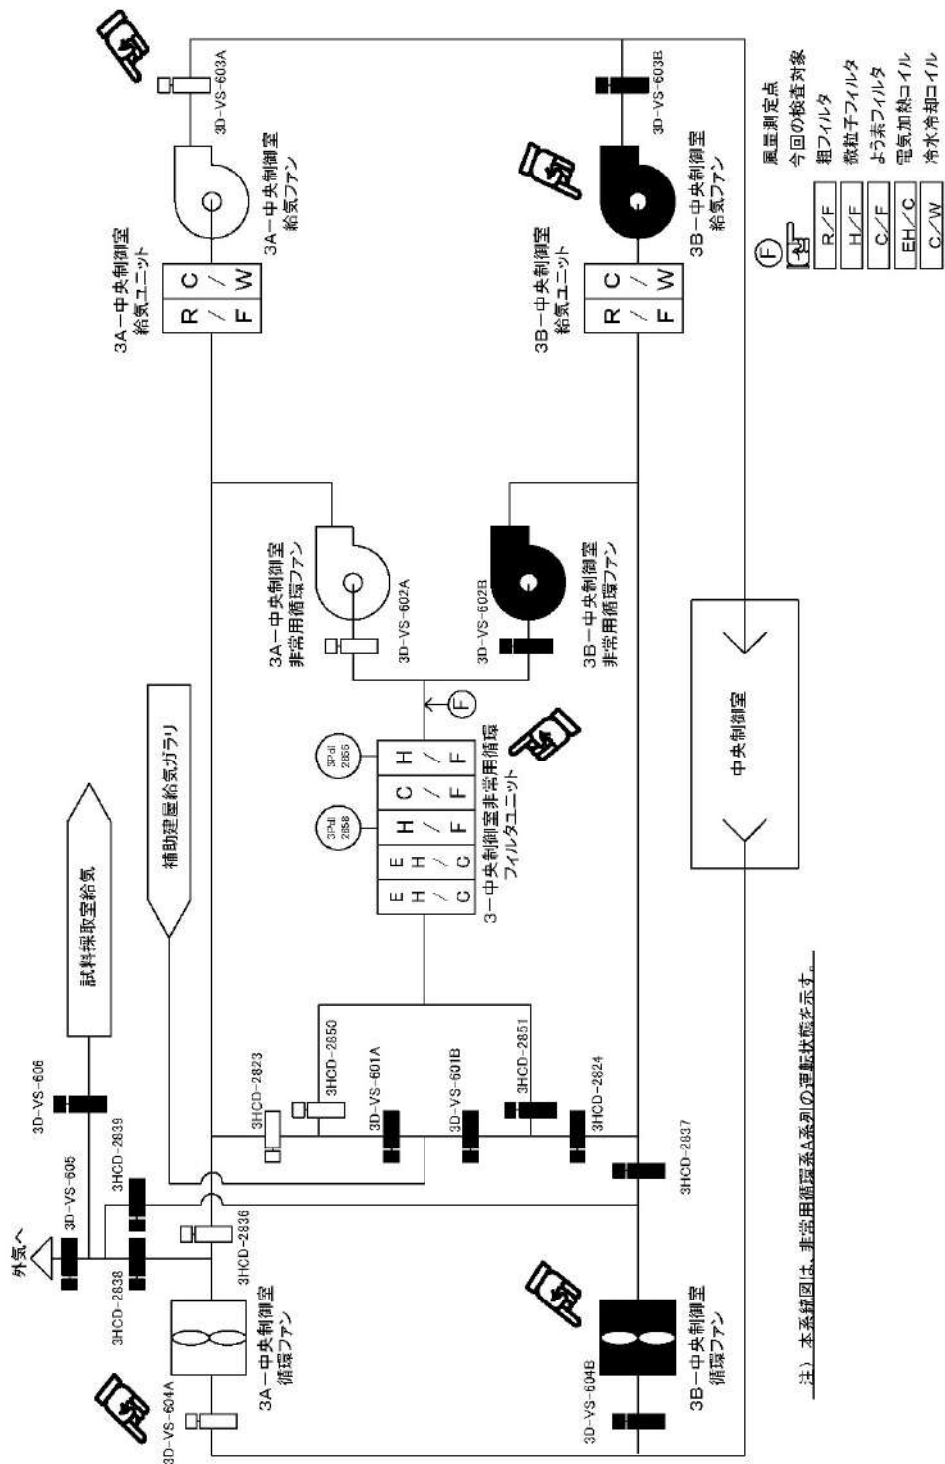 外気へ
3D-VS-605
3D-VS-606
試料採取室給気
補助建屋給気ガラリ
3HCD-2838
3HCD-2839
3D-VS-604A
3A-中央制御室
循環ファン
3HCD-2836
3HCD-2823
3HCD-2850
3D-VS-601A
3D-VS-601B
3HCD-2851
3HCD-2824
3HCD-2837
3D-VS-604B
3B-中央制御室
循環ファン
EH/C
EH/C
H/F
C/F
H/F
3PdI
2858
3PdI
3-中央制御室非常用循環
フィルタユニット
F
3A-中央制御室
非常用循環ファン
3D-VS-602A
3D-VS-602B
3B-中央制御室
非常用循環ファン
3A-中央制御室
給気ユニット
R/F
C/W
3A-中央制御室
給気ファン
3D-VS-603A
3B-中央制御室
給気ユニット
R/F
C/W
3B-中央制御室
給気ファン
3D-VS-603B
中央制御室
F 風量測定点
今回の検査対象
R/F 粗フィルタ
H/F 微粒子フィルタ
C/F よう素フィルタ
EH/C 電気加熱コイル
C/W 冷水冷却コイル
注) 本系統図は、非常用循環系A系列の運転状態を示す。